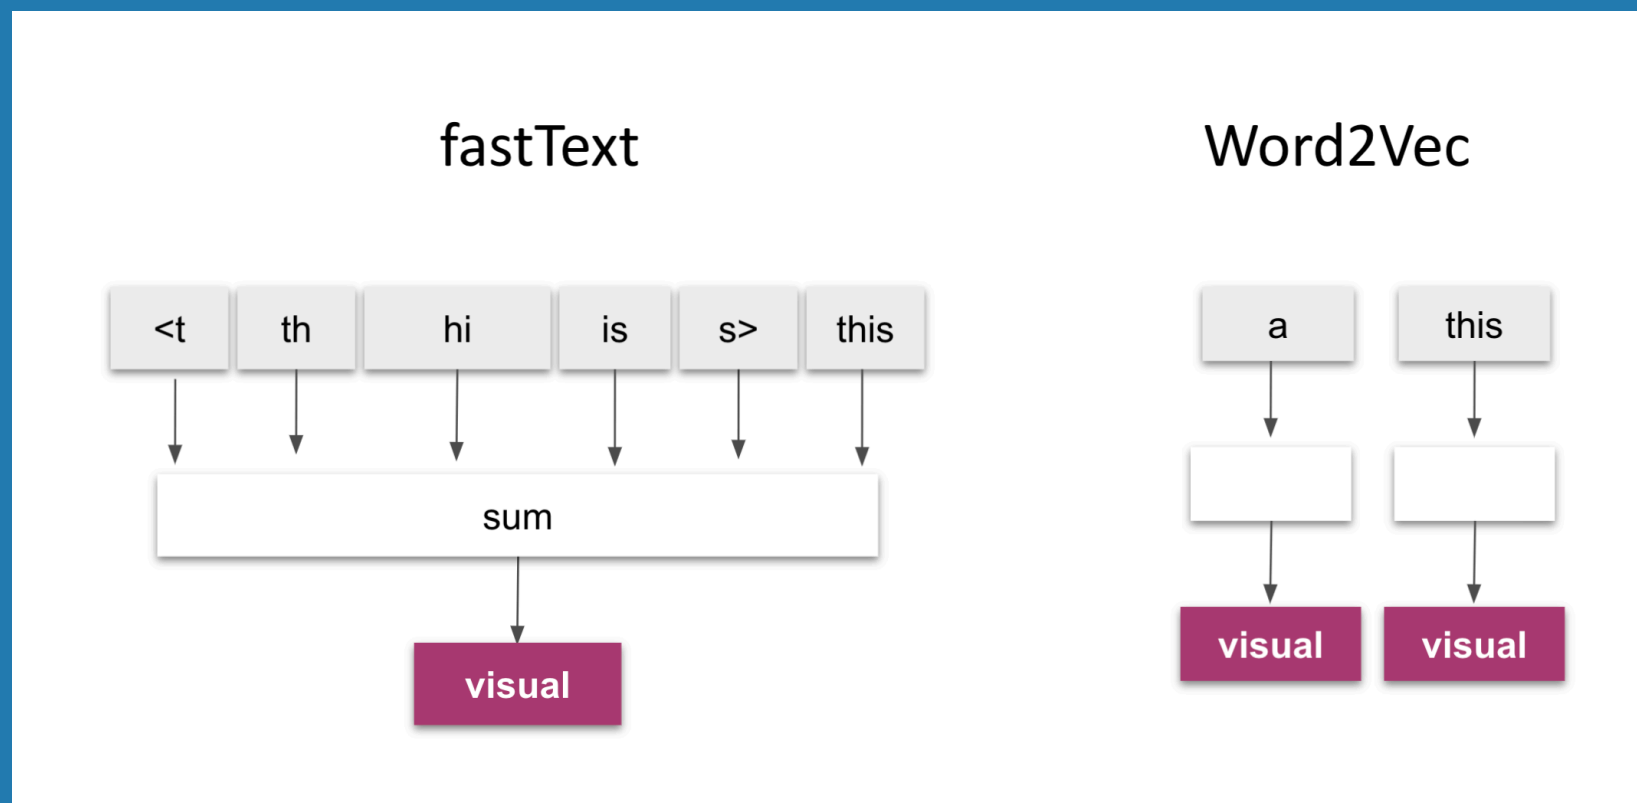 fastText
Word2Vec
<t th hi is s> this
a this
sum
visual
visual visual